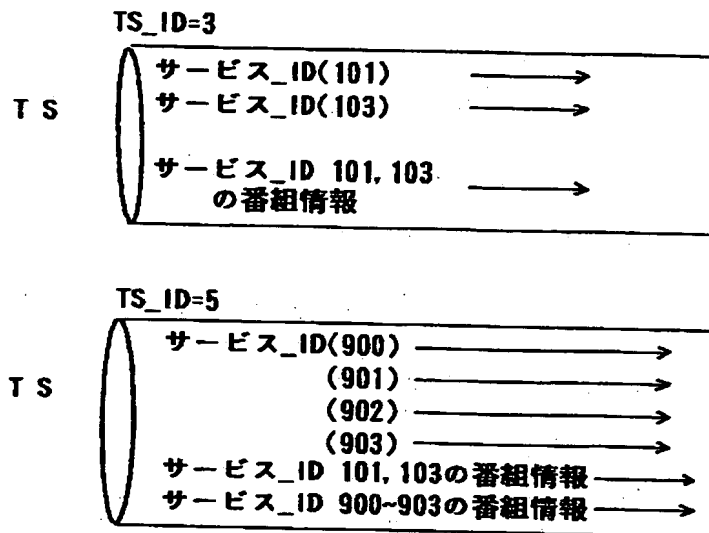 TS_ID=3
TS
サービス_ID(101)
サービス_ID(103)
サービス_ID 101,103
の番組情報
TS_ID=5
TS
サービス_ID(900)
(901)
(902)
(903)
サービス_ID 101,103の番組情報
サービス_ID 900~903の番組情報